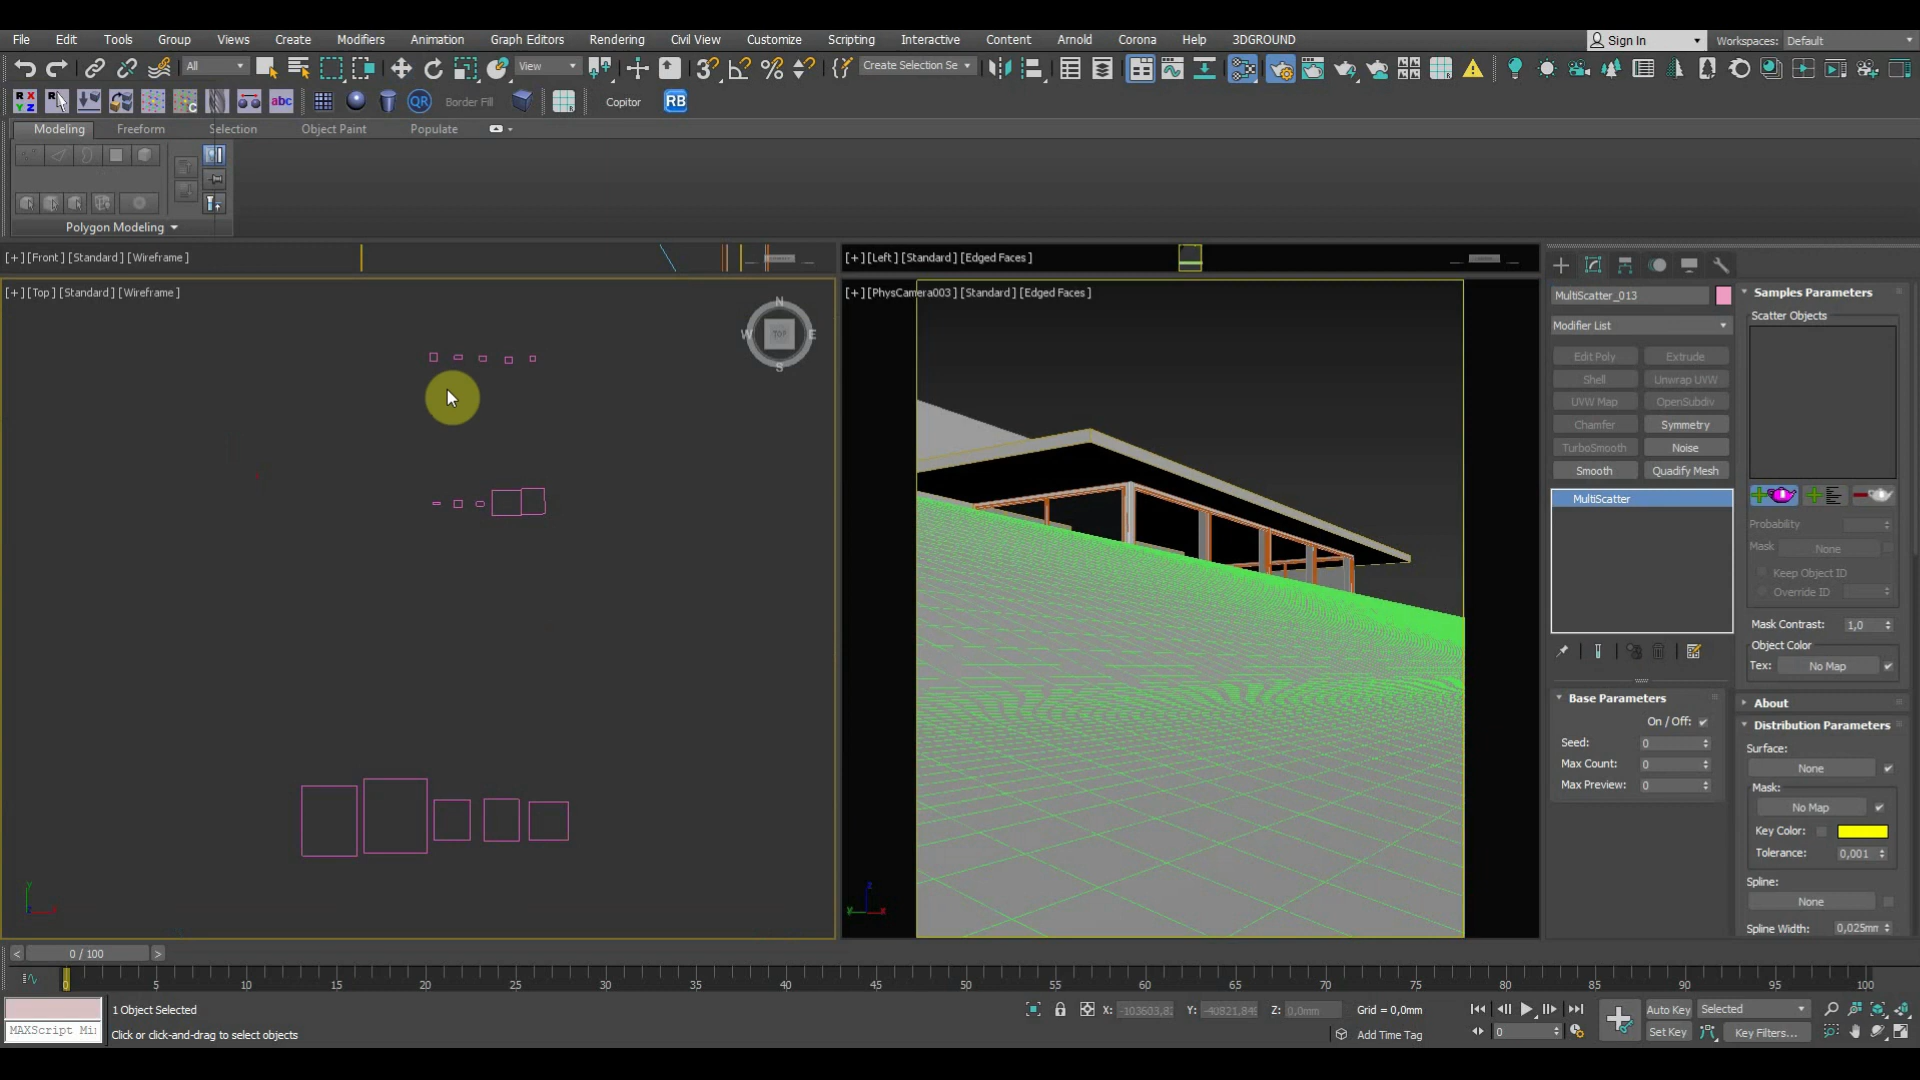 File Edit Tools Group Views Create Modifiers Animation Graph Editors Rendering Civil View Customize Scripting Interactive Content Arnold Corona Help 3DGROUND Sign In Workspaces: Default
All View Create Selection Se
abc QR Border Fill Copitor RB
Modeling Freeform Selection Object Paint Populate
Polygon Modeling
[+] [Front] [Standard] [Wireframe]
[+] [Left] [Standard] [Edged Faces]
[+] [Top] [Standard] [Wireframe]
N
W TOP E
S
[+] [PhysCamera003] [Standard] [Edged Faces]
MultiScatter_013
Modifier List
Edit Poly Extrude
Shell Unwrap UVW
UVW Map OpenSubdiv
Chamfer Symmetry
TurboSmooth Noise
Smooth Quadify Mesh
MultiScatter
Base Parameters
On / Off:
Seed: 0
Max Count: 0
Max Preview: 0
Samples Parameters
Scatter Objects
Probability
Mask None
Keep Object ID
Override ID
Mask Contrast: 1,0
Object Color
Tex: No Map
About
Distribution Parameters
Surface:
None
Mask:
No Map
Key Color:
Tolerance: 0,001
Spline:
None
Spline Width: 0,025mm
< 0 / 100 >
0 5 10 15 20 25 30 35 40 45 50 55 60 65 70 75 80 85 90 95 100
1 Object Selected
MAXScript Mi
Click or click-and-drag to select objects
X: Y: Z: 0,0mm Grid = 0,0mm
Add Time Tag
0
Auto Key Selected
Set Key Key Filters...